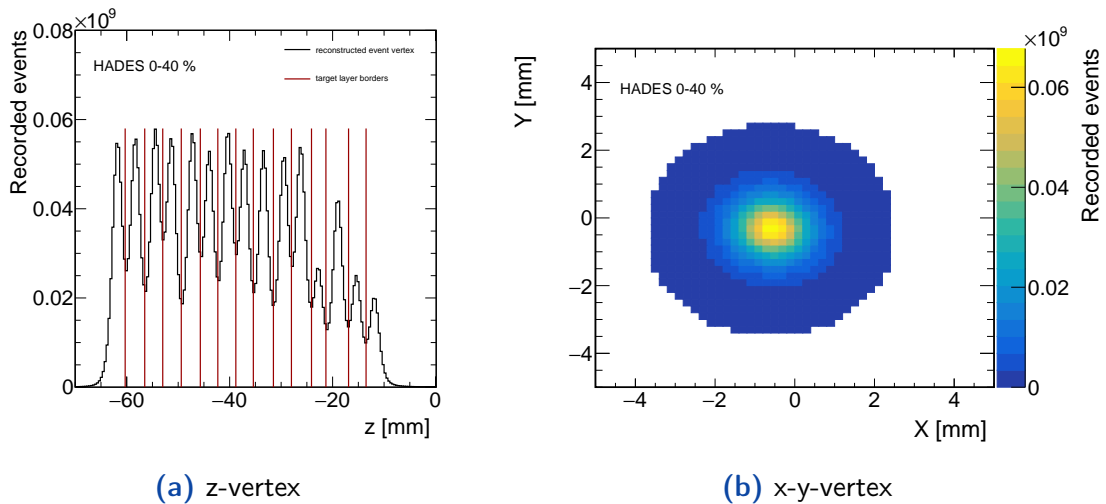 ×10⁹
0.08
0.06
0.04
0.02
0
Recorded events
HADES 0-40 %
reconstructed event vertex
target layer borders
−60
−40
−20
0
z [mm]
(a) z-vertex
Y [mm]
4
2
0
−2
−4
HADES 0-40 %
−4
−2
0
2
4
X [mm]
×10⁹
0.06
0.04
0.02
0
Recorded events
(b) x-y-vertex